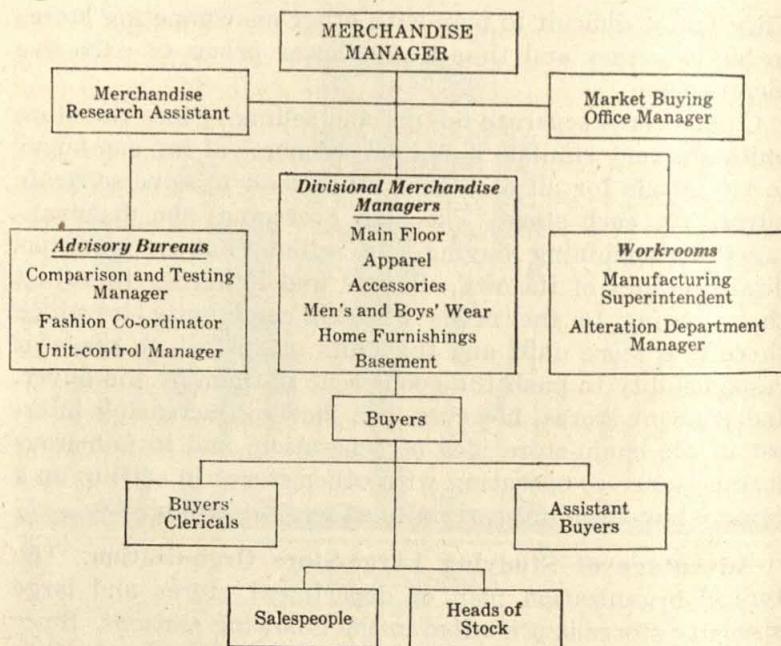 MERCHANDISE
MANAGER
Merchandise
Research Assistant
Market Buying
Office Manager
Divisional Merchandise
Managers
Main Floor
Apparel
Accessories
Men's and Boys' Wear
Home Furnishings
Basement
Advisory Bureaus
Comparison and Testing
Manager
Fashion Co-ordinator
Unit-control Manager
Workrooms
Manufacturing
Superintendent
Alteration Department
Manager
Buyers
Buyers'
Clericals
Assistant
Buyers
Salespeople
Heads of
Stock